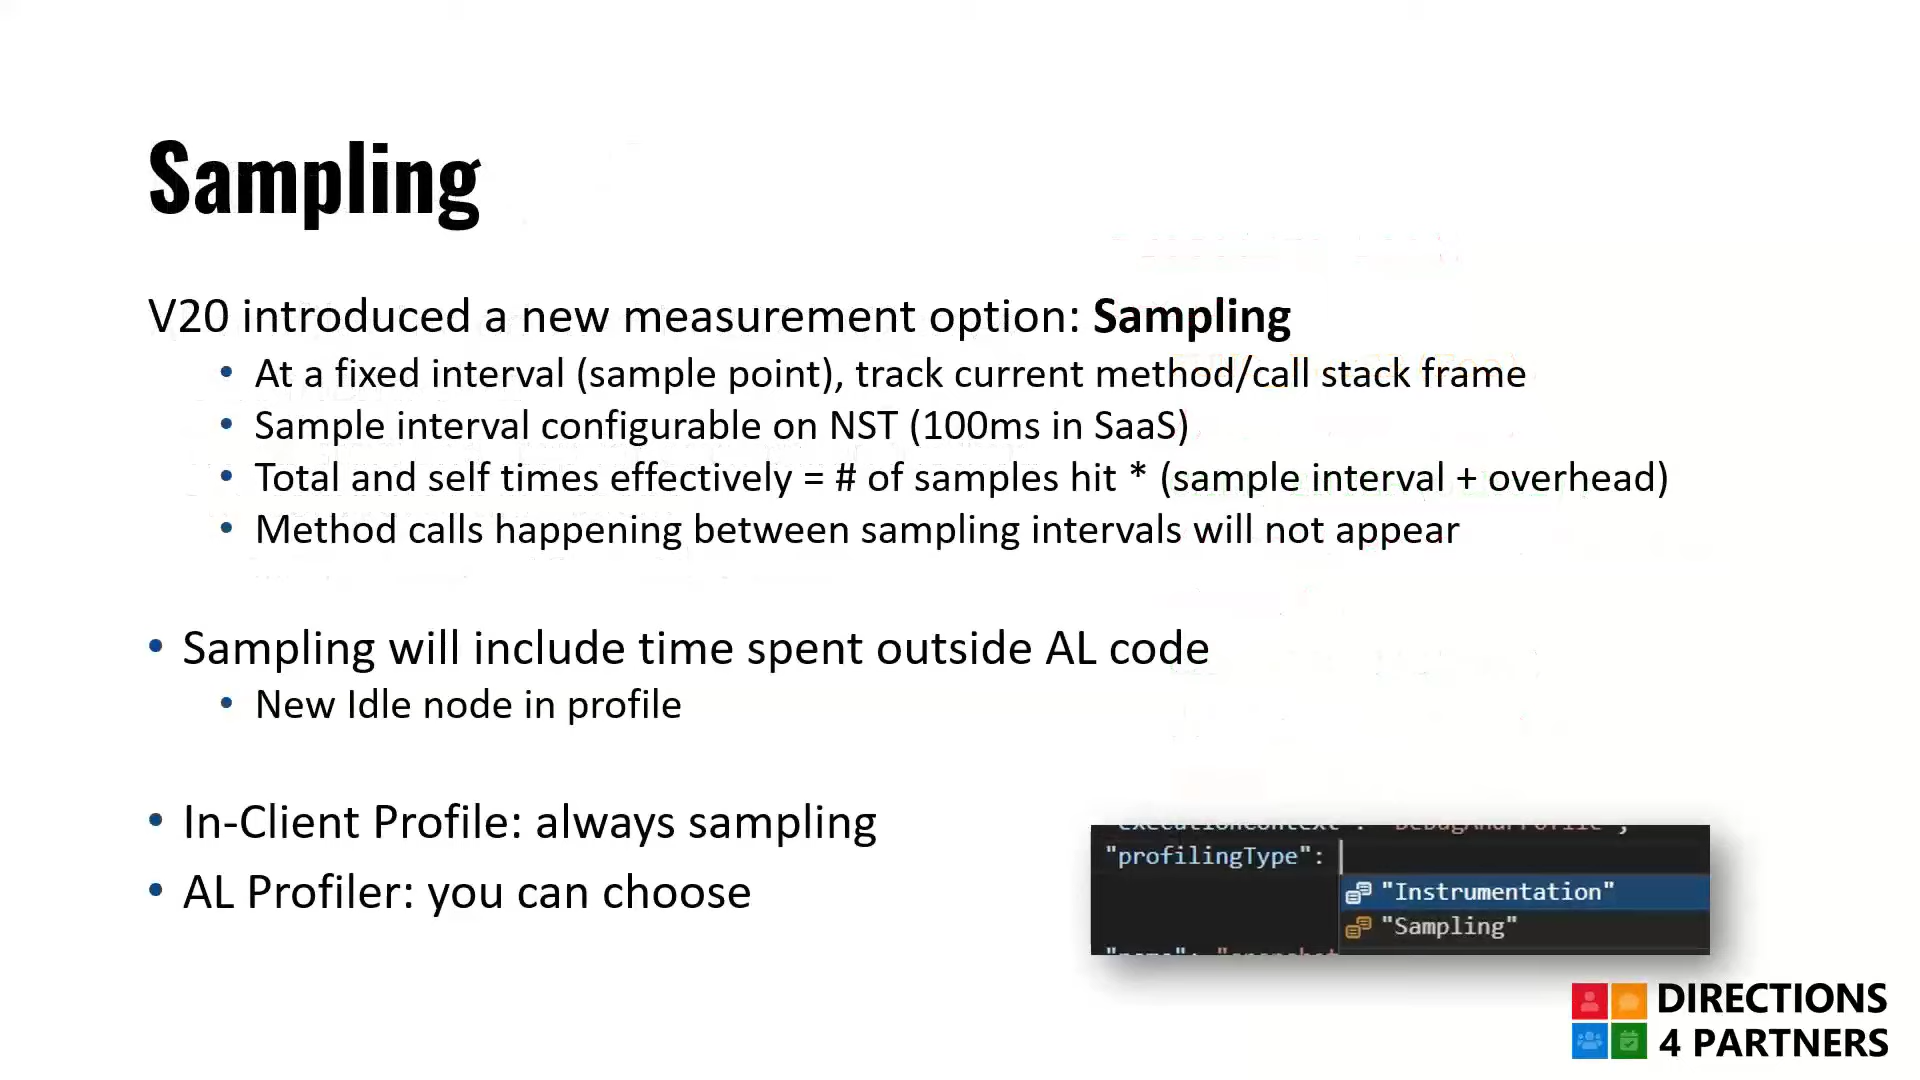 Sampling
V20 introduced a new measurement option: Sampling
• At a fixed interval (sample point), track current method/call stack frame
• Sample interval configurable on NST (100ms in SaaS)
• Total and self times effectively = # of samples hit * (sample interval + overhead)
• Method calls happening between sampling intervals will not appear
• Sampling will include time spent outside AL code
• New Idle node in profile
• In-Client Profile: always sampling
• AL Profiler: you can choose
"executionContext": "DebugAndProfile",
"profilingType":
"Instrumentation"
"Sampling"
DIRECTIONS
4 PARTNERS